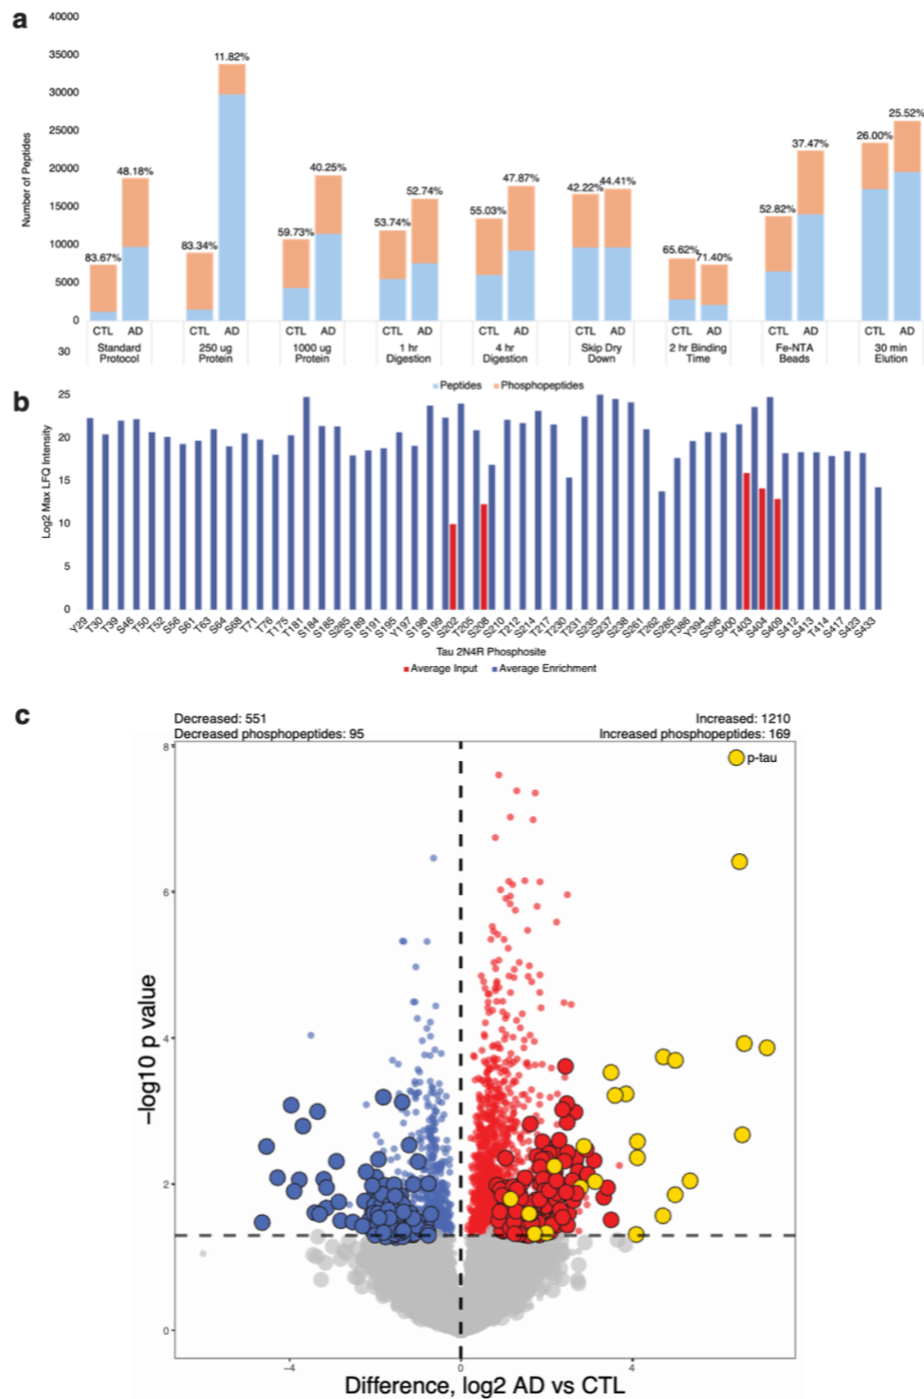 a
40000
35000
30000
25000
20000
15000
10000
5000
0
30
Number of Peptides
83.67%
48.18%
83.34%
11.82%
59.73%
40.25%
53.74%
52.74%
55.03%
47.87%
42.22%
44.41%
65.62%
71.40%
52.82%
37.47%
26.00%
25.52%
CTL AD CTL AD CTL AD CTL AD CTL AD CTL AD CTL AD CTL AD CTL AD
Standard Protocol
250 ug Protein
1000 ug Protein
1 hr Digestion
4 hr Digestion
Skip Dry Down
2 hr Binding Time
Fe-NTA Beads
30 min Elution
Peptides Phosphopeptides
b
25
20
15
10
5
0
Log2 Max LFQ Intensity
Y29 T30 T39 S46 T50 T52 S56 S61 T63 S64 S68 T71 T76 T175 T181 S184 S185 S285 S189 S191 S195 Y197 S198 S199 S202 T205 S208 S210 T212 S214 T217 T230 T231 S235 S237 S238 S261 T262 S285 T386 Y394 S396 S400 T403 S404 S409 S412 S413 T414 S417 S423 S433
Tau 2N4R Phosphosite
Average Input Average Enrichment
c
Decreased: 551
Decreased phosphopeptides: 95
Increased: 1210
Increased phosphopeptides: 169
p-tau
8
6
4
2
0
−log10 p value
−4 0 4
Difference, log2 AD vs CTL